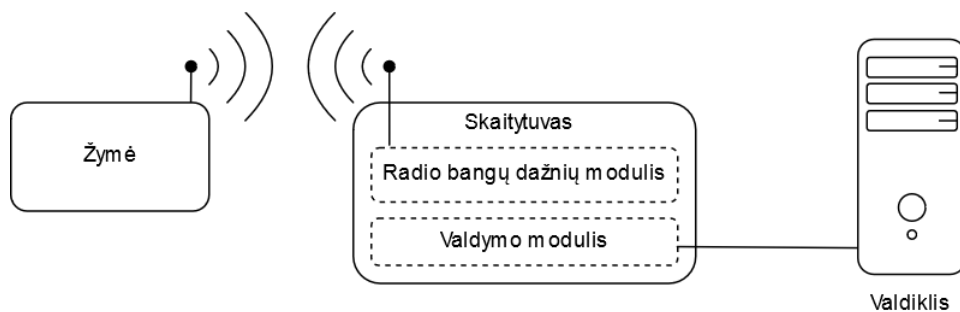 Žymė
Skaitytuvas
Radio bangų dažnių modulis
Valdymo modulis
Valdiklis